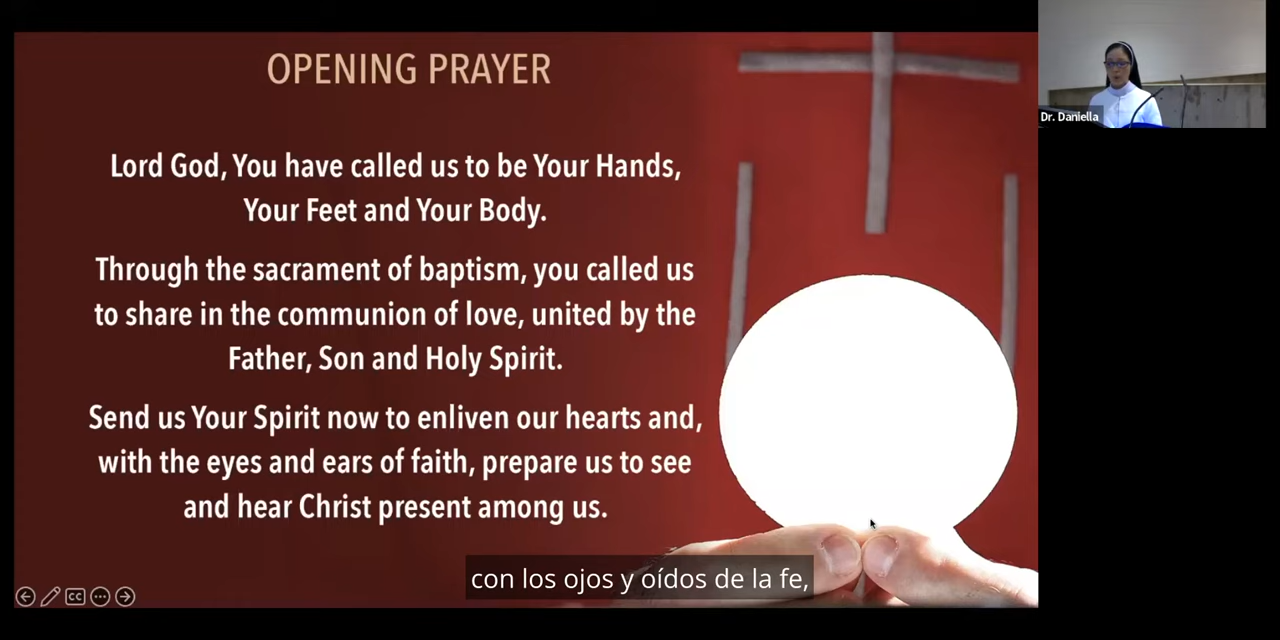 OPENING PRAYER
Lord God, You have called us to be Your Hands,
Your Feet and Your Body.
Through the sacrament of baptism, you called us
to share in the communion of love, united by the
Father, Son and Holy Spirit.
Send us Your Spirit now to enliven our hearts and,
with the eyes and ears of faith, prepare us to see
and hear Christ present among us.
con los ojos y oídos de la fe,
CC
Dr. Daniella